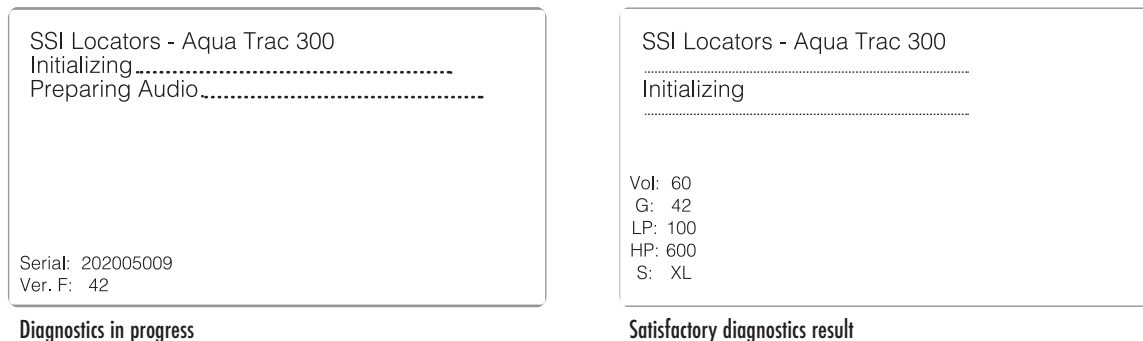 SSI Locators - Aqua Trac 300
Initializing........................................
Preparing Audio........................................
Serial: 202005009
Ver. F: 42
Diagnostics in progress
SSI Locators - Aqua Trac 300
Initializing
Vol: 60
G: 42
LP: 100
HP: 600
S: XL
Satisfactory diagnostics result